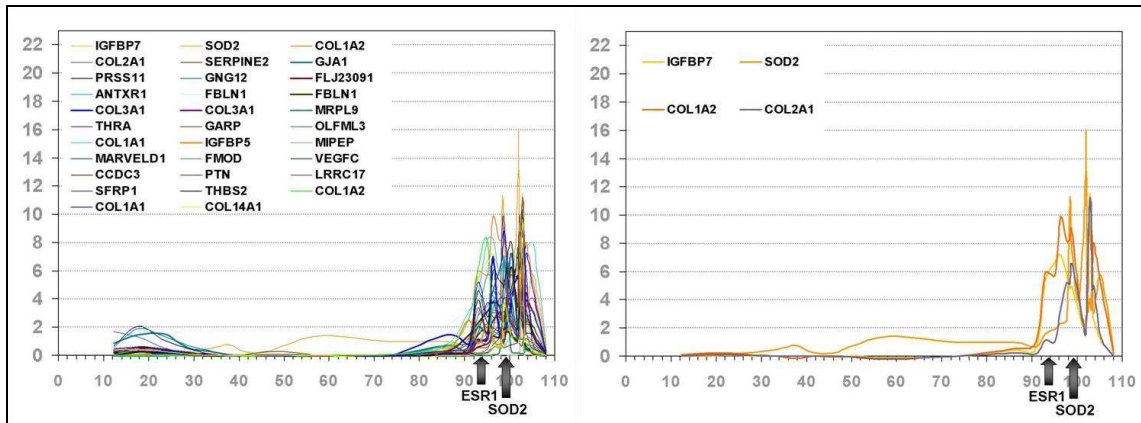 IGFBP7 SOD2 COL1A2
COL2A1 SERPINE2 GJA1
PRSS11 GNG12 FLJ23091
ANTXR1 FBLN1 FBLN1
COL3A1 COL3A1 MRPL9
THRA GARP OLFML3
COL1A1 IGFBP5 MIPEP
MARVELD1 FMOD VEGFC
CCDC3 PTN LRRC17
SFRP1 THBS2 COL1A2
COL1A1 COL14A1
22
20
18
16
14
12
10
8
6
4
2
0
0 10 20 30 40 50 60 70 80 90 100 110
ESR1
SOD2
IGFBP7 SOD2
COL1A2 COL2A1
22
20
18
16
14
12
10
8
6
4
2
0
0 10 20 30 40 50 60 70 80 90 100 110
ESR1
SOD2